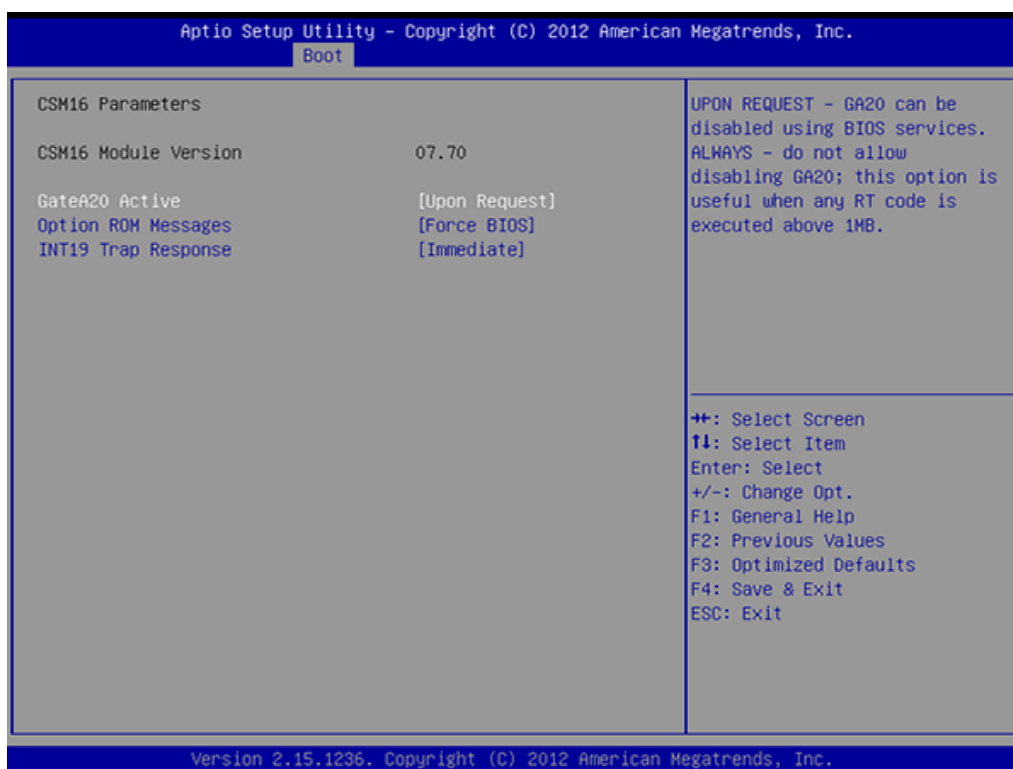 Aptio Setup Utility – Copyright (C) 2012 American Megatrends, Inc.
Boot
CSM16 Parameters
CSM16 Module Version 07.70
GateA20 Active [Upon Request]
Option ROM Messages [Force BIOS]
INT19 Trap Response [Immediate]
UPON REQUEST – GA20 can be
disabled using BIOS services.
ALWAYS – do not allow
disabling GA20; this option is
useful when any RT code is
executed above 1MB.
→←: Select Screen
↑↓: Select Item
Enter: Select
+/-: Change Opt.
F1: General Help
F2: Previous Values
F3: Optimized Defaults
F4: Save & Exit
ESC: Exit
Version 2.15.1236. Copyright (C) 2012 American Megatrends, Inc.